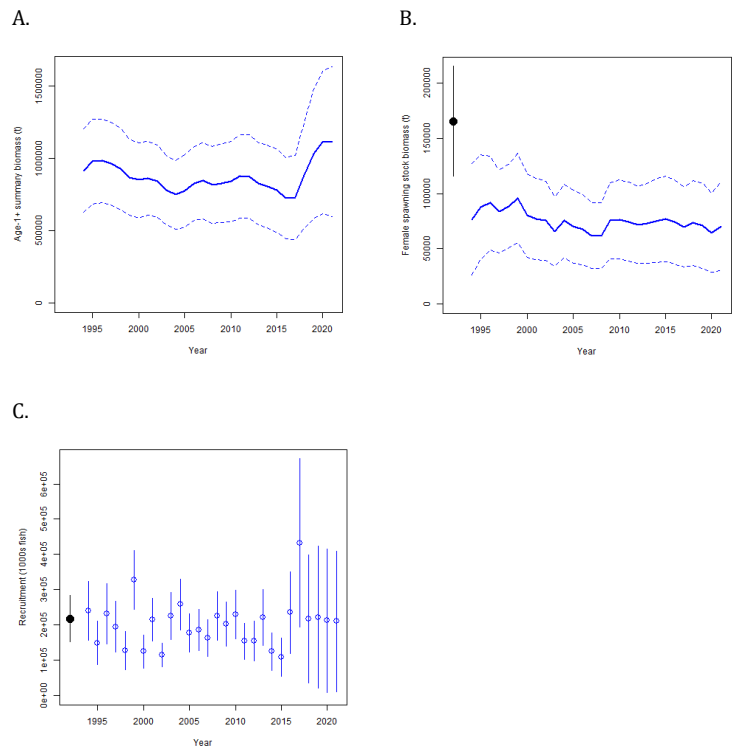 A.
Age-1+ summary biomass (t)
0
500000
1000000
1500000
1995 2000 2005 2010 2015 2020
Year
B.
Female spawning stock biomass (t)
0
50000
100000
150000
200000
1995 2000 2005 2010 2015 2020
Year
C.
Recruitment (1000s fish)
0e+00
1e+05
2e+05
3e+05
4e+05
5e+05
6e+05
1995 2000 2005 2010 2015 2020
Year